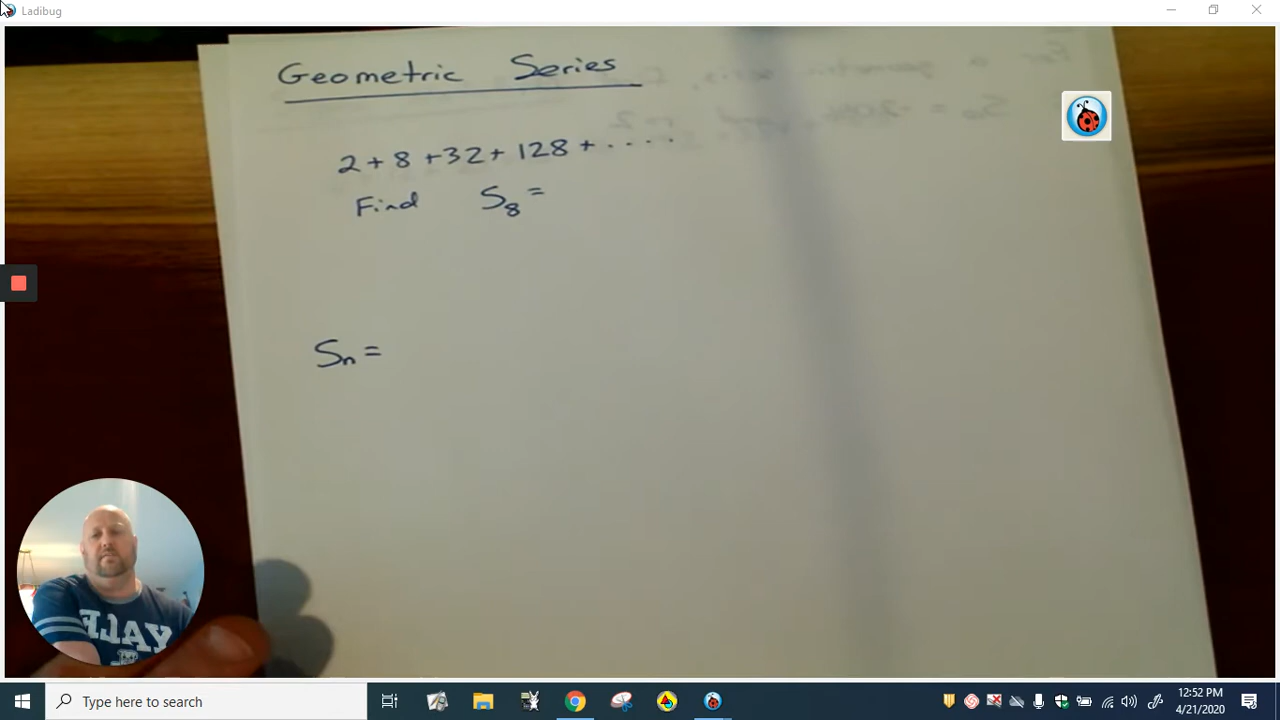 Ladibug
Geometric Series
2 + 8 + 32 + 128 + . . . .
Find S₈ =
Sₙ =
YALE
Type here to search
12:52 PM
4/21/2020